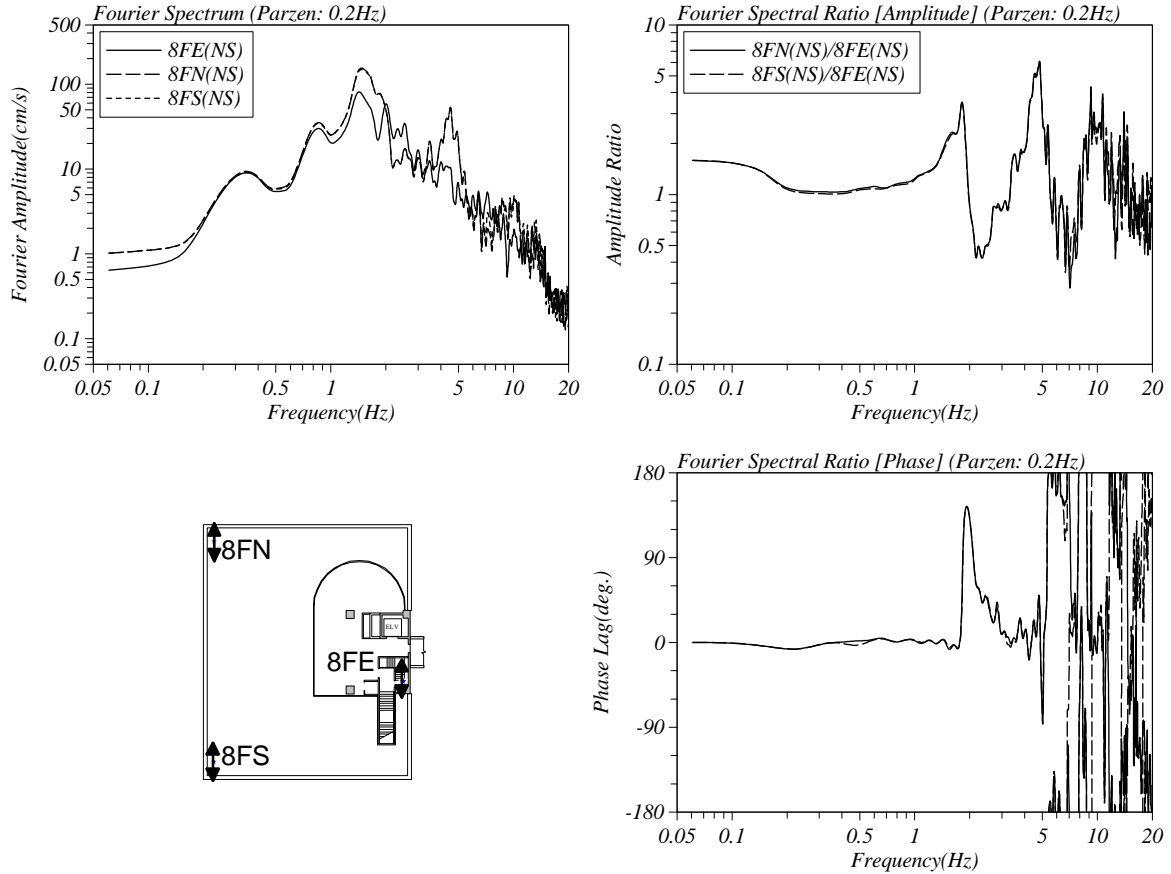 Fourier Spectrum (Parzen: 0.2Hz)
500
100
50
10
5
1
0.5
0.1
0.05
Fourier Amplitude(cm/s)
8FE(NS)
8FN(NS)
8FS(NS)
0.05 0.1 0.5 1 5 10 20
Frequency(Hz)
Fourier Spectral Ratio [Amplitude] (Parzen: 0.2Hz)
10
5
1
0.5
0.1
Amplitude Ratio
8FN(NS)/8FE(NS)
8FS(NS)/8FE(NS)
0.05 0.1 0.5 1 5 10 20
Frequency(Hz)
8FN
ELV
8FE
8FS
Fourier Spectral Ratio [Phase] (Parzen: 0.2Hz)
180
90
0
-90
-180
Phase Lag(deg.)
0.05 0.1 0.5 1 5 10 20
Frequency(Hz)